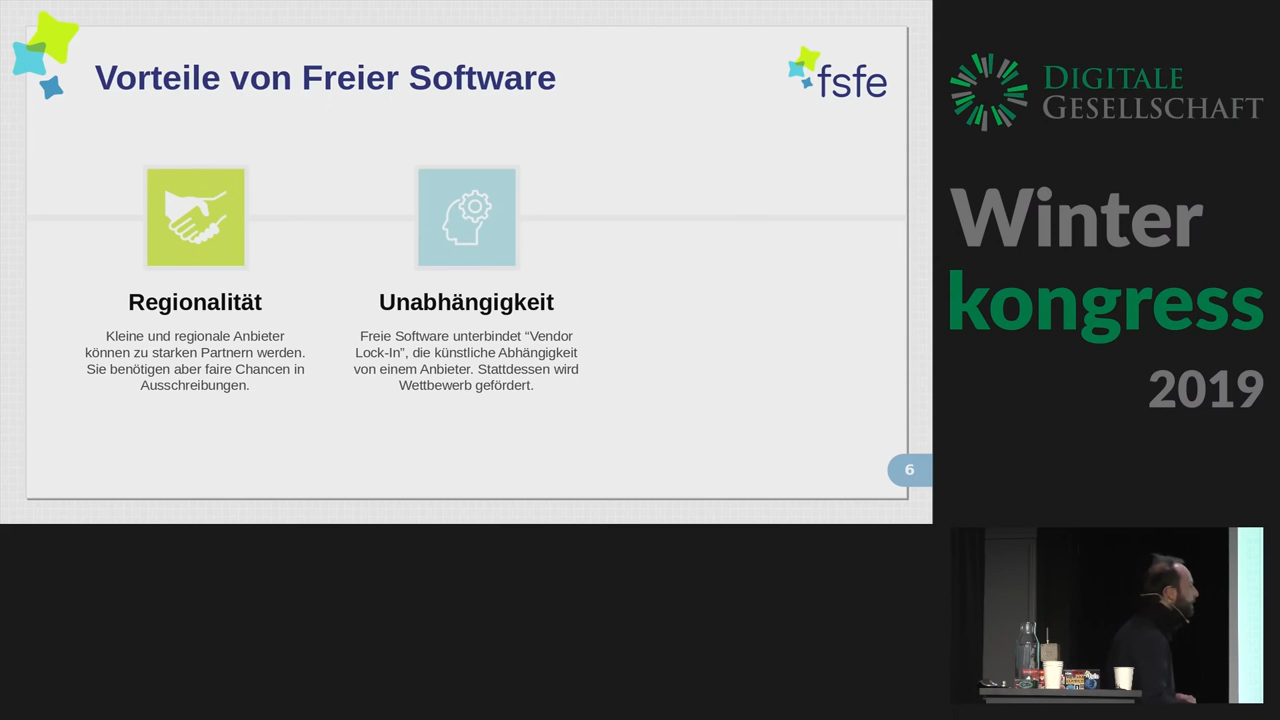 Vorteile von Freier Software
fsfe
Regionalität
Kleine und regionale Anbieter
können zu starken Partnern werden.
Sie benötigen aber faire Chancen in
Ausschreibungen.
Unabhängigkeit
Freie Software unterbindet “Vendor
Lock-In”, die künstliche Abhängigkeit
von einem Anbieter. Stattdessen wird
Wettbewerb gefördert.
6
DIGITALE
GESELLSCHAFT
Winter
kongress
2019